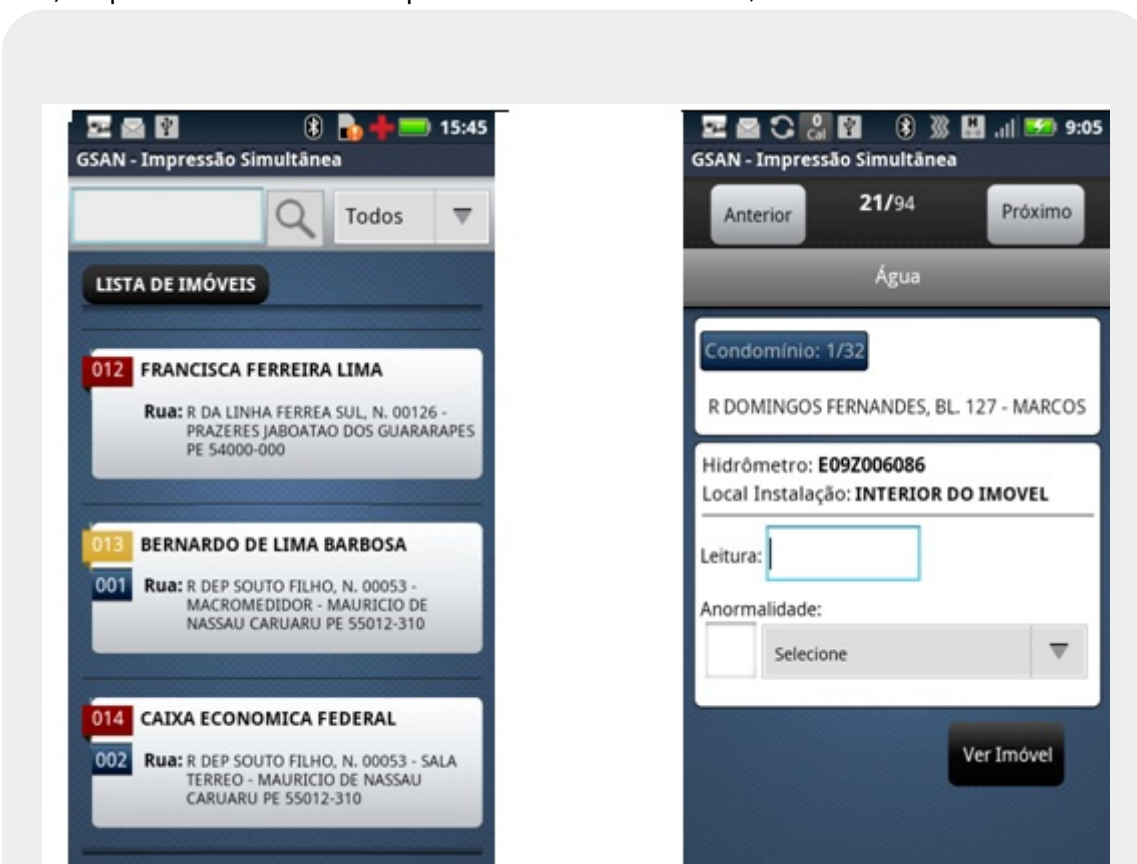 15:45
GSAN - Impressão Simultânea
Todos
LISTA DE IMÓVEIS
012 FRANCISCA FERREIRA LIMA
Rua: R DA LINHA FERREA SUL, N. 00126 -
PRAZERES JABOATAO DOS GUARARAPES
PE 54000-000
013 BERNARDO DE LIMA BARBOSA
001 Rua: R DEP SOUTO FILHO, N. 00053 -
MACROMEDIDOR - MAURICIO DE
NASSAU CARUARU PE 55012-310
014 CAIXA ECONOMICA FEDERAL
002 Rua: R DEP SOUTO FILHO, N. 00053 - SALA
TERREO - MAURICIO DE NASSAU
CARUARU PE 55012-310
0
Cal
H
9:05
GSAN - Impressão Simultânea
Anterior
21/94
Próximo
Água
Condomínio: 1/32
R DOMINGOS FERNANDES, BL. 127 - MARCOS
Hidrômetro: E09Z006086
Local Instalação: INTERIOR DO IMOVEL
Leitura:
Anormalidade:
Selecione
Ver Imóvel